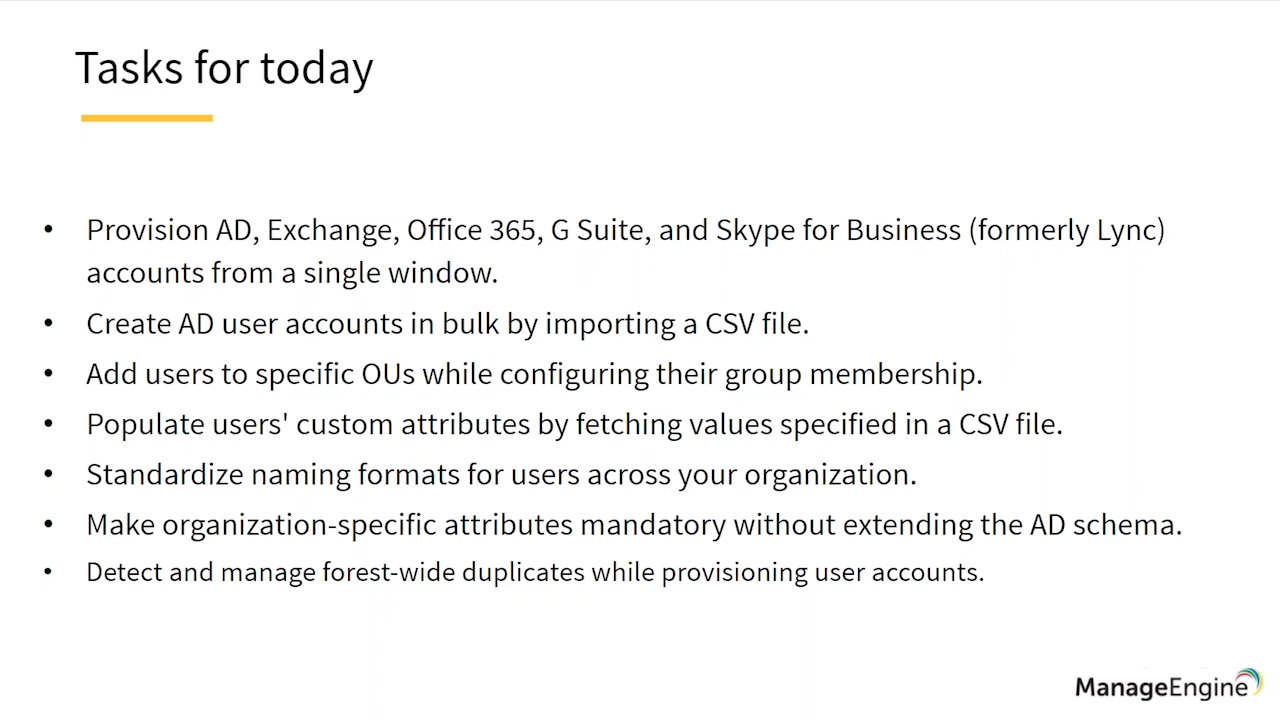 Tasks for today
• Provision AD, Exchange, Office 365, G Suite, and Skype for Business (formerly Lync)
accounts from a single window.
• Create AD user accounts in bulk by importing a CSV file.
• Add users to specific OUs while configuring their group membership.
• Populate users' custom attributes by fetching values specified in a CSV file.
• Standardize naming formats for users across your organization.
• Make organization-specific attributes mandatory without extending the AD schema.
• Detect and manage forest-wide duplicates while provisioning user accounts.
ManageEngine